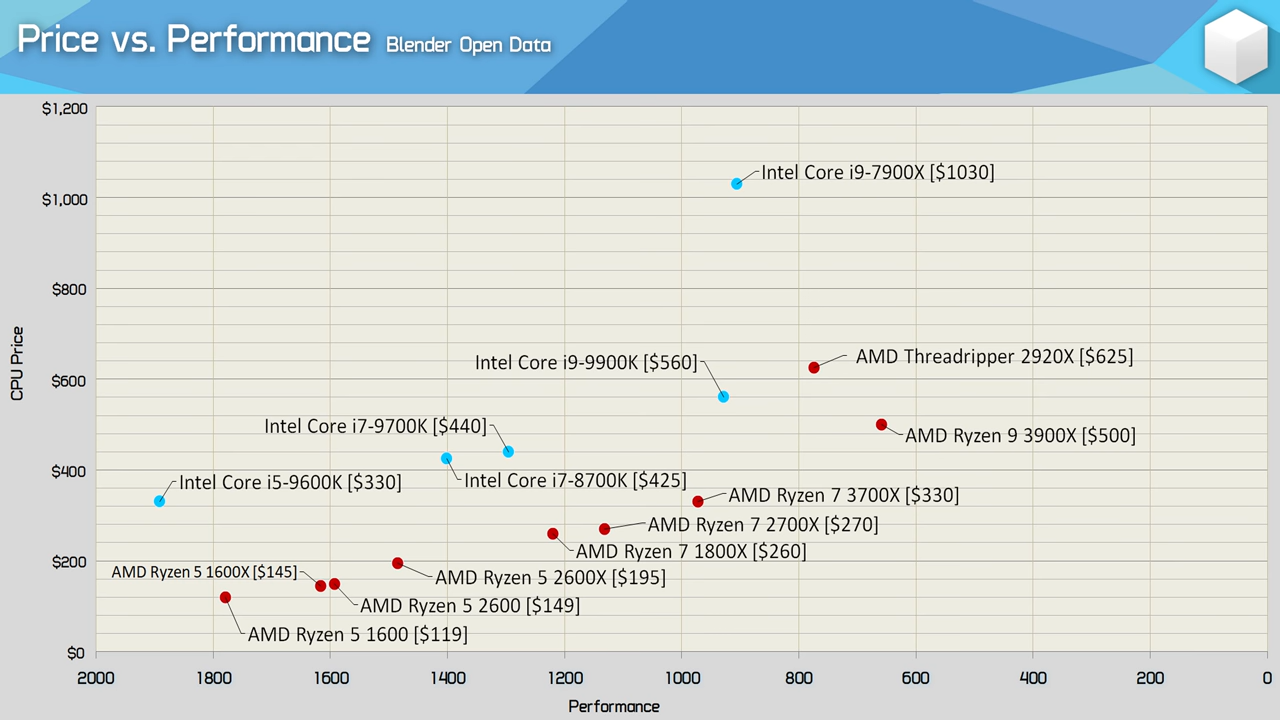 Price vs. Performance Blender Open Data
$1,200
Intel Core i9-7900X [$1030]
$1,000
$800
CPU Price
AMD Threadripper 2920X [$625]
Intel Core i9-9900K [$560]
$600
Intel Core i7-9700K [$440]
AMD Ryzen 9 3900X [$500]
$400
Intel Core i5-9600K [$330]
Intel Core i7-8700K [$425]
AMD Ryzen 7 3700X [$330]
AMD Ryzen 7 2700X [$270]
AMD Ryzen 7 1800X [$260]
$200
AMD Ryzen 5 1600X [$145]
AMD Ryzen 5 2600X [$195]
AMD Ryzen 5 2600 [$149]
AMD Ryzen 5 1600 [$119]
$0
2000 1800 1600 1400 1200 1000 800 600 400 200 0
Performance